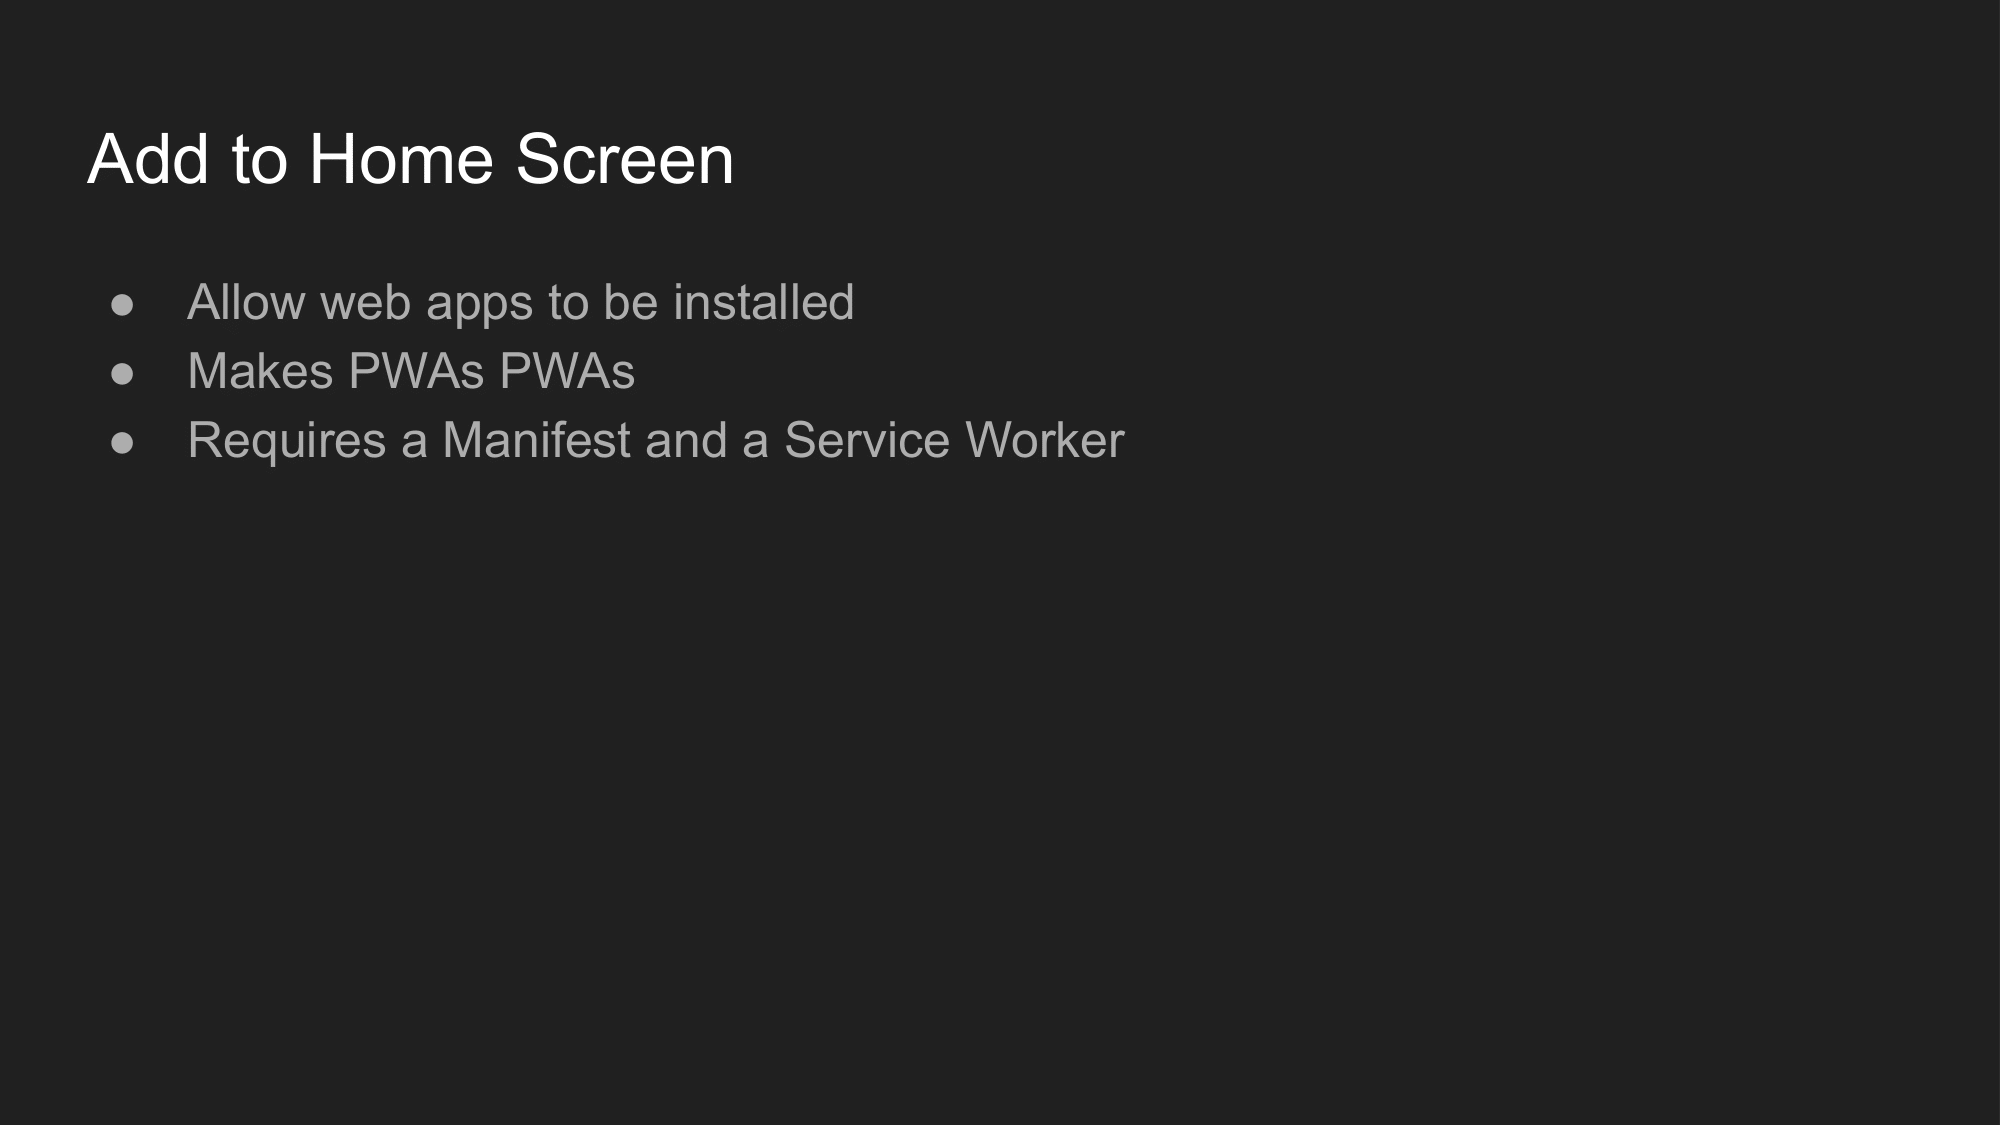 Add to Home Screen
● Allow web apps to be installed
● Makes PWAs PWAs
● Requires a Manifest and a Service Worker